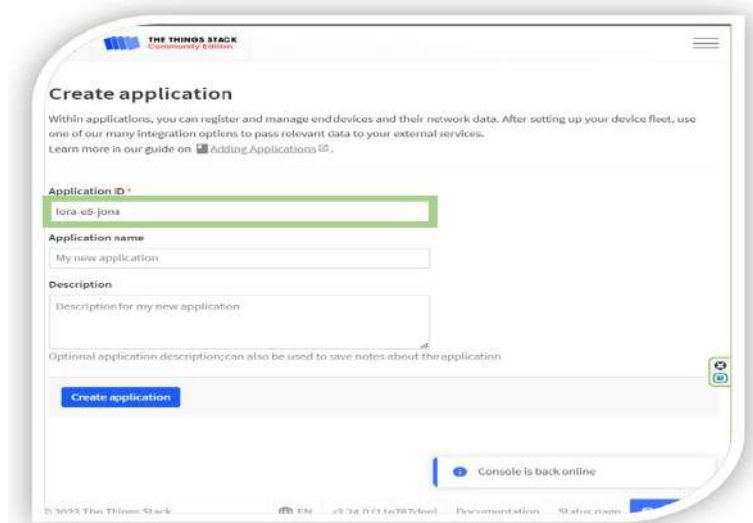 THE THINGS STACK
Community Edition
Create application
Within applications, you can register and manage end devices and their network data. After setting up your device fleet, use
one of our many integration options to pass relevant data to your external services.
Learn more in our guide on Adding Applications.
Application ID *
lora-e5-jona
Application name
My new application
Description
Description for my new application
Optional application description; can also be used to save notes about the application
Create application
Console is back online
© 2023 The Things Stack EN Documentation Status page